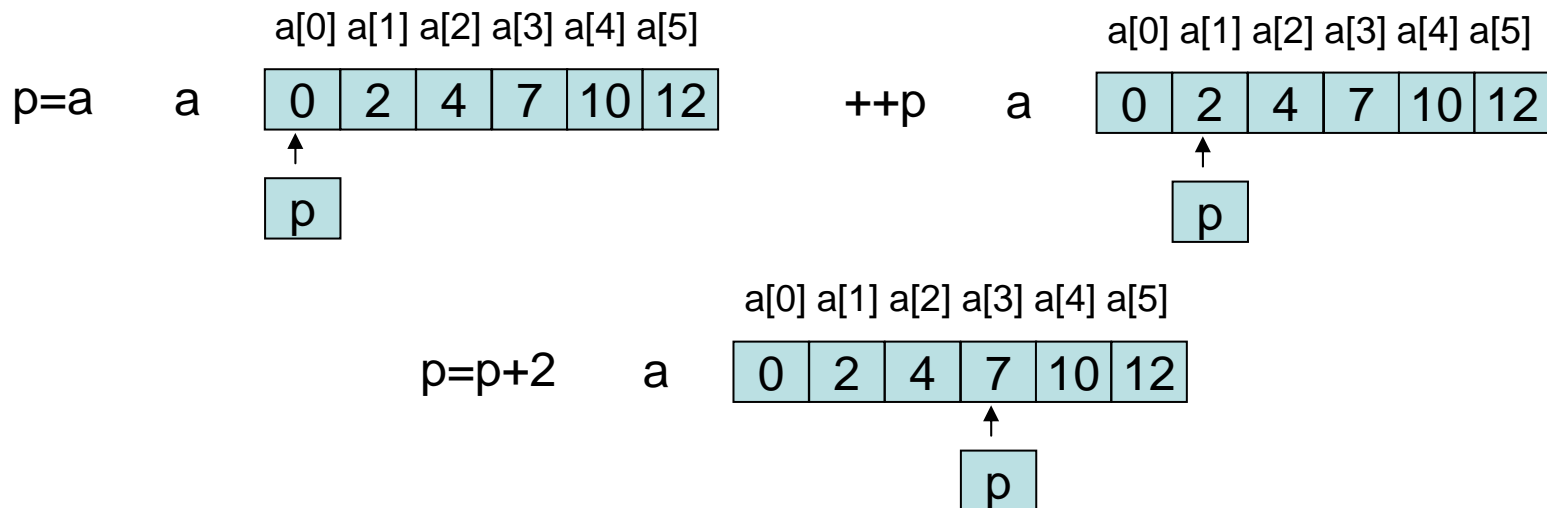 a[0] a[1] a[2] a[3] a[4] a[5]
p=a a 0 2 4 7 10 12
p
a[0] a[1] a[2] a[3] a[4] a[5]
++p a 0 2 4 7 10 12
p
a[0] a[1] a[2] a[3] a[4] a[5]
p=p+2 a 0 2 4 7 10 12
p